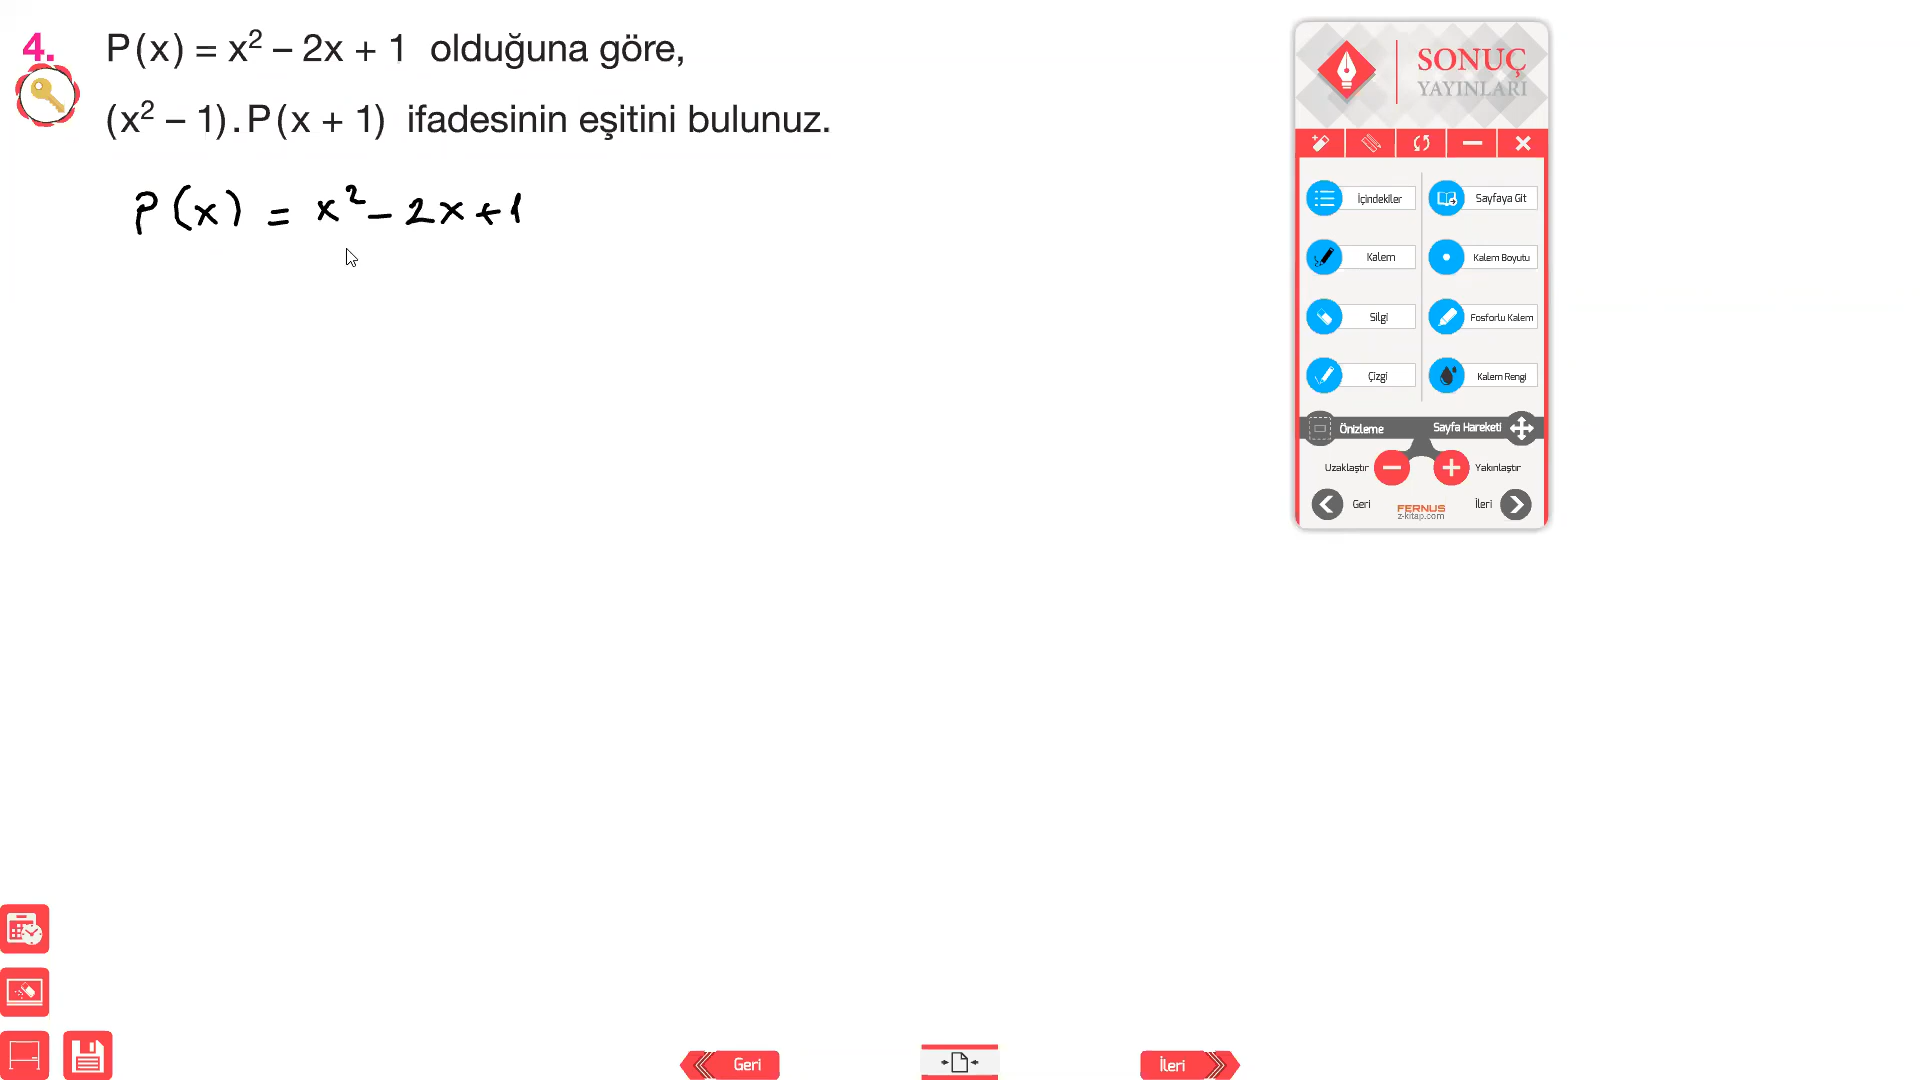 4. P(x) = x² – 2x + 1 olduğuna göre,
(x² – 1).P(x + 1) ifadesinin eşitini bulunuz.
P(x) = x² – 2x + 1
SONUÇ
YAYINLARI
İçindekiler
Sayfaya Git
Kalem
Kalem Boyutu
Silgi
Fosforlu Kalem
Çizgi
Kalem Rengi
Önizleme
Sayfa Hareketi
Uzaklaştır
Yakınlaştır
Geri
FERNUS
z-kitap.com
İleri
Geri
İleri